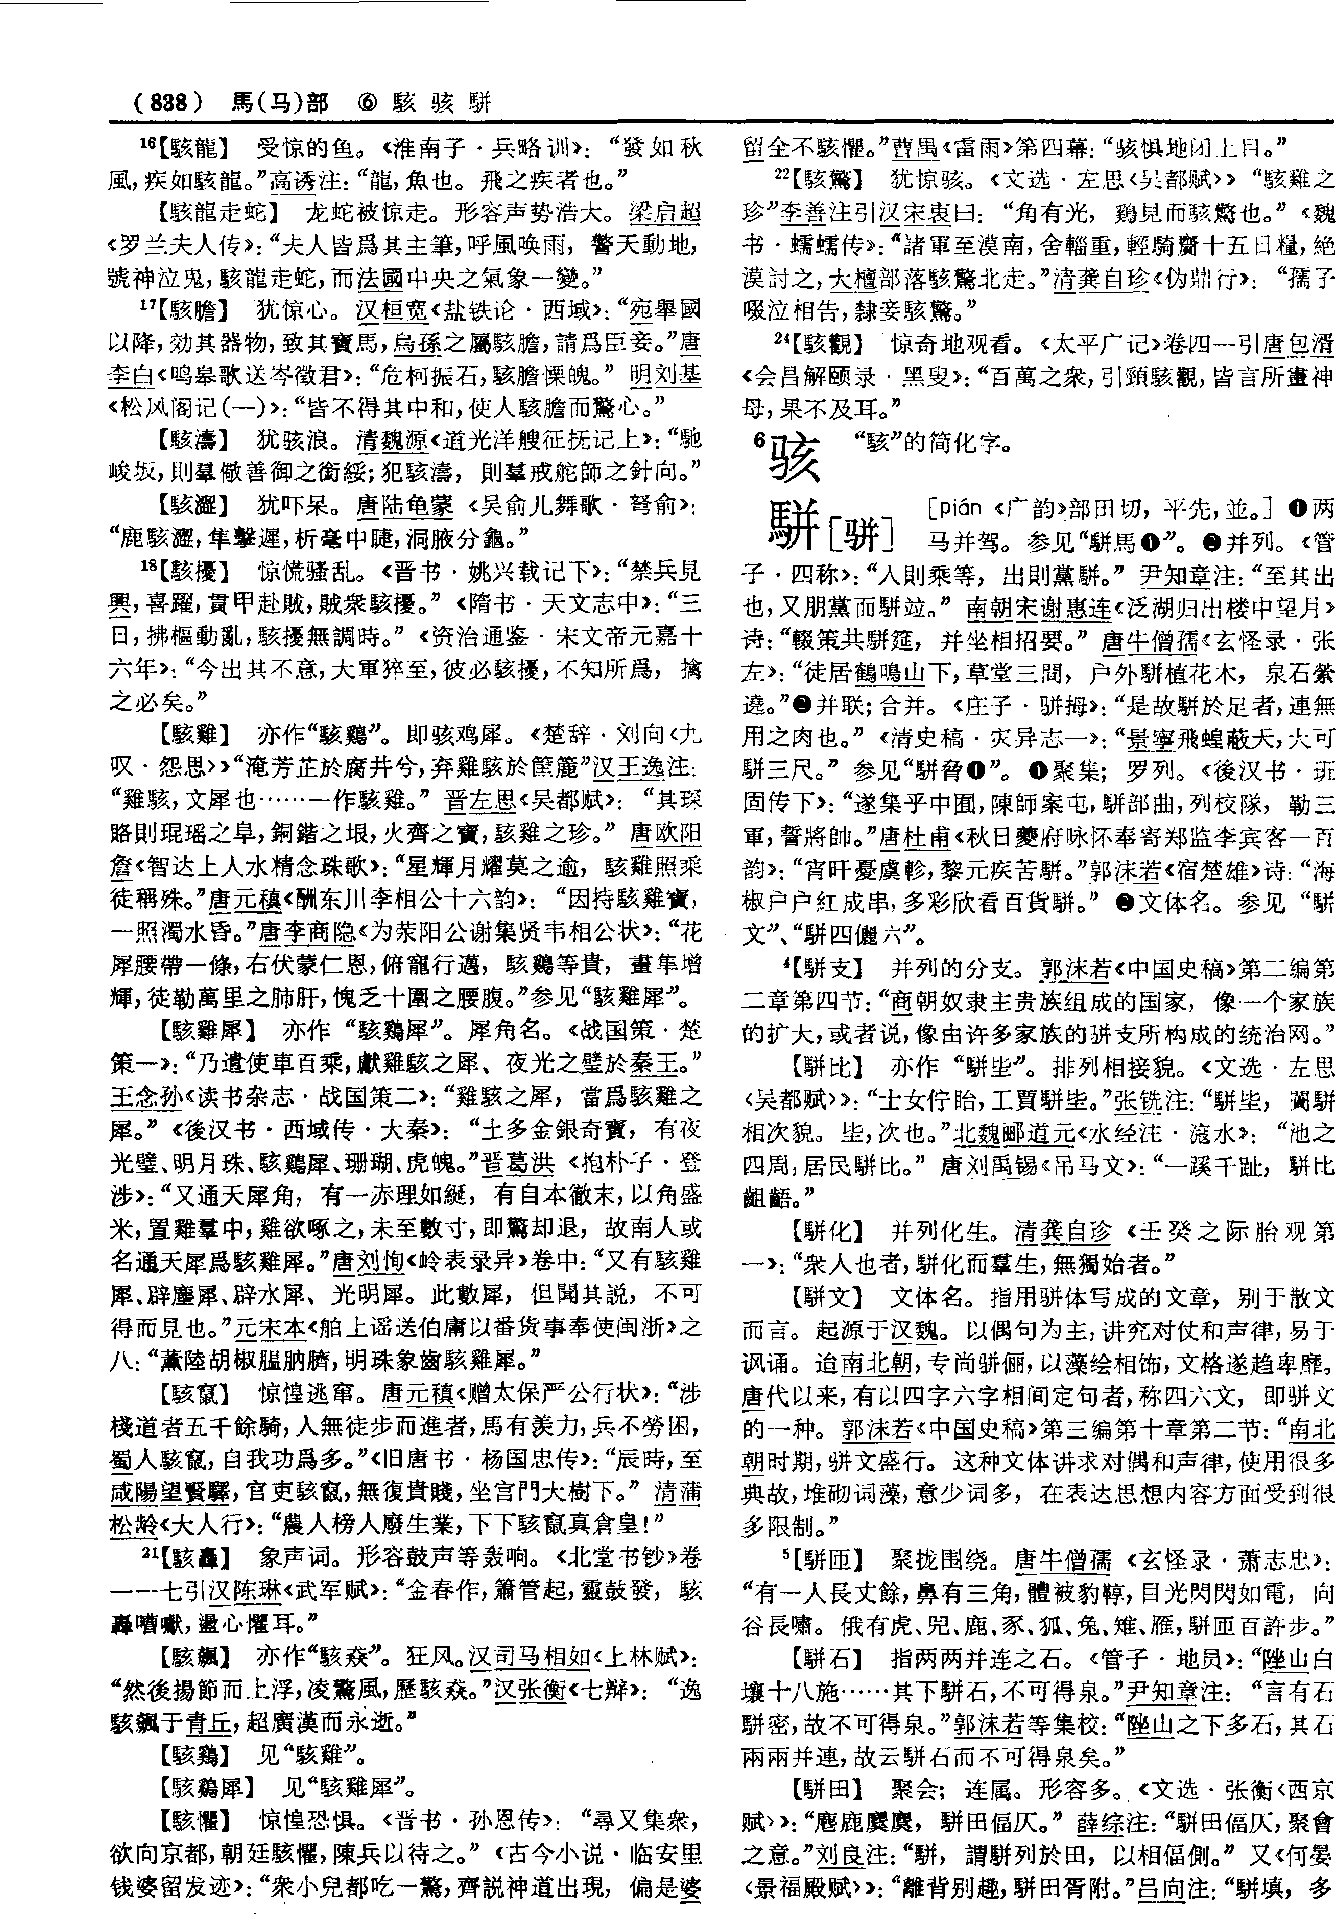 (838) 馬(马)部 ⑥ 駭 骇 駢
¹⁶【駭龍】 受惊的鱼。《淮南子·兵略训》：“發如秋
風，疾如駭龍。”高诱注：“龍，魚也。飛之疾者也。”
【駭龍走蛇】 龙蛇被惊走。形容声势浩大。梁启超
《罗兰夫人传》：“夫人皆爲其主筆，呼風唤雨，警天動地，
號神泣鬼，駭龍走蛇，而法國中央之氣象一變。”
¹⁷【駭膽】 犹惊心。汉桓宽《盐铁论·西域》：“宛舉國
以降，効其器物，致其寶馬，烏孫之屬駭膽，請爲臣妾。”唐
李白《鸣皋歌送岑徵君》：“危柯振石，駭膽慄魄。” 明刘基
《松风阁记(一)》：“皆不得其中和，使人駭膽而驚心。”
【駭濤】 犹骇浪。清魏源《道光洋艘征抚记上》：“馳
峻坂，則羣儆善御之銜綏；犯駭濤，則羣戒舵師之針向。”
【駭澀】 犹吓呆。唐陆龟蒙《吴俞儿舞歌·弩俞》：
“鹿駭澀，隼擊遲，析毫中睫，洞腋分龜。”
¹⁸【駭擾】 惊慌骚乱。《晋书·姚兴载记下》：“禁兵見
興，喜躍，貫甲赴賊，賊衆駭擾。”《隋书·天文志中》：“三
日，拂樞動亂，駭擾無調時。”《资治通鉴·宋文帝元嘉十
六年》：“今出其不意，大軍猝至，彼必駭擾，不知所爲，擒
之必矣。”
【駭雞】 亦作“駭鷄”。即骇鸡犀。《楚辞·刘向〈九
叹·怨思〉》“淹芳芷於腐井兮，弃雞駭於筐簏”汉王逸注：
“雞駭，文犀也……一作駭雞。” 晋左思《吴都赋》：“其琛
賂則琨瑶之阜，銅鍇之垠，火齊之寶，駭雞之珍。” 唐欧阳
詹《智达上人水精念珠歌》：“星輝月耀莫之逾，駭雞照乘
徒稱殊。”唐元稹《酬东川李相公十六韵》：“因持駭雞寶，
一照濁水昏。”唐李商隐《为荥阳公谢集贤韦相公状》：“花
犀腰帶一條，右伏蒙仁恩，俯寵行邁，駭鷄等貴，畫隼增
輝，徒勒萬里之肺肝，愧乏十圍之腰腹。”参见“駭雞犀”。
【駭雞犀】 亦作“駭鷄犀”。犀角名。《战国策·楚
策一》：“乃遣使車百乘，獻雞駭之犀、夜光之璧於秦王。”
王念孙《读书杂志·战国策二》：“雞駭之犀，當爲駭雞之
犀。”《後汉书·西域传·大秦》：“土多金銀奇寶，有夜
光璧、明月珠、駭鷄犀、珊瑚、虎魄。”晋葛洪《抱朴子·登
涉》：“又通天犀角，有一赤理如綖，有自本徹末，以角盛
米，置雞羣中，雞欲啄之，未至數寸，即驚却退，故南人或
名通天犀爲駭雞犀。”唐刘恂《岭表录异》卷中：“又有駭雞
犀、辟塵犀、辟水犀、光明犀。此數犀，但聞其説，不可
得而見也。”元宋本《舶上谣送伯庸以番货事奉使闽浙》之
八：“薰陸胡椒膃肭臍，明珠象齒駭雞犀。”
【駭竄】 惊惶逃窜。唐元稹《赠太保严公行状》：“涉
棧道者五千餘騎，人無徒步而進者，馬有羨力，兵不勞困，
蜀人駭竄，自我功爲多。”《旧唐书·杨国忠传》：“辰時，至
咸陽望賢驛，官吏駭竄，無復貴賤，坐宫門大樹下。” 清蒲
松龄《大人行》：“農人榜人廢生業，下下駭竄真倉皇！”
²¹【駭轟】 象声词。形容鼓声等轰响。《北堂书钞》卷
一一七引汉陈琳《武军赋》：“金春作，簫管起，靈鼓發，駭
轟嘈囐，盪心懼耳。”
【駭飆】 亦作“駭猋”。狂风。汉司马相如《上林赋》：
“然後揚節而上浮，凌驚風，歷駭猋。”汉张衡《七辩》：“逸
駭飆于青丘，超廣漢而永逝。”
【駭鷄】 见“駭雞”。
【駭鷄犀】 见“駭雞犀”。
【駭懼】 惊惶恐惧。《晋书·孙恩传》：“尋又集衆，
欲向京都，朝廷駭懼，陳兵以待之。”《古今小说·临安里
钱婆留发迹》：“衆小兒都吃一驚，齊説神道出現，偏是婆
留全不駭懼。”曹禺《雷雨》第四幕：“骇惧地闭上目。”
²²【駭驚】 犹惊骇。《文选·左思〈吴都赋〉》“駭雞之
珍”李善注引汉宋衷曰：“角有光，鷄見而駭驚也。”《魏
书·蠕蠕传》：“諸軍至漠南，舍輜重，輕騎齎十五日糧，絶
漠討之，大檀部落駭驚北走。”清龚自珍《伪鼎行》：“孺子
啜泣相告，隸妾駭驚。”
²⁴【駭觀】 惊奇地观看。《太平广记》卷四一引唐包湑
《会昌解颐录·黑叟》：“百萬之衆，引頸駭觀，皆言所畫神
母，果不及耳。”
⁶骇 “駭”的简化字。
駢[骈] [pián《广韵》部田切，平先，並。] ❶两
马并驾。参见“駢馬❶”。❷并列。《管
子·四称》：“入則乘等，出則黨駢。” 尹知章注：“至其出
也，又朋黨而駢竝。” 南朝宋谢惠连《泛湖归出楼中望月》
诗：“輟策共駢筵，并坐相招要。” 唐牛僧孺《玄怪录·张
左》：“徒居鶴鳴山下，草堂三間，户外駢植花木，泉石縈
遶。”❸并联；合并。《庄子·骈拇》：“是故駢於足者，連無
用之肉也。”《清史稿·灾异志一》：“景寧飛蝗蔽天，大可
駢三尺。” 参见“駢脅❶”。❹聚集；罗列。《後汉书·班
固传下》：“遂集乎中囿，陳師案屯，駢部曲，列校隊，勒三
軍，誓將帥。”唐杜甫《秋日夔府咏怀奉寄郑监李宾客一百
韵》：“宵旰憂虞軫，黎元疾苦駢。”郭沫若《宿楚雄》诗：“海
椒户户紅成串，多彩欣看百貨駢。” ❺文体名。参见“駢
文”、“駢四儷六”。
⁴【駢支】 并列的分支。郭沫若《中国史稿》第二编第
二章第四节：“商朝奴隶主贵族组成的国家，像一个家族
的扩大，或者说，像由许多家族的骈支所构成的统治网。”
【駢比】 亦作“駢坒”。排列相接貌。《文选·左思
〈吴都赋〉》：“士女佇眙，工賈駢坒。”张铣注：“駢坒，謂駢
相次貌。坒，次也。”北魏郦道元《水经注·滱水》：“池之
四周，居民駢比。” 唐刘禹锡《吊马文》：“一蹊千趾，駢比
齟齬。”
【駢化】 并列化生。清龚自珍《壬癸之际胎观第
一》：“衆人也者，駢化而羣生，無獨始者。”
【駢文】 文体名。指用骈体写成的文章，别于散文
而言。起源于汉魏。以偶句为主，讲究对仗和声律，易于
讽诵。迨南北朝，专尚骈俪，以藻绘相饰，文格遂趋卑靡。
唐代以来，有以四字六字相间定句者，称四六文，即骈文
的一种。郭沫若《中国史稿》第三编第十章第二节：“南北
朝时期，骈文盛行。这种文体讲求对偶和声律，使用很多
典故，堆砌词藻，意少词多，在表达思想内容方面受到很
多限制。”
⁵【駢匝】 聚拢围绕。唐牛僧孺《玄怪录·萧志忠》：
“有一人長丈餘，鼻有三角，體被豹鞟，目光閃閃如電，向
谷長嘯。俄有虎、兕、鹿、豕、狐、兔、雉、雁，駢匝百許步。”
【駢石】 指两两并连之石。《管子·地员》：“陞山白
壤十八施……其下駢石，不可得泉。”尹知章注：“言有石
駢密，故不可得泉。”郭沫若等集校：“陞山之下多石，其石
兩兩并連，故云駢石而不可得泉矣。”
【駢田】 聚会；连属。形容多。《文选·张衡〈西京
赋〉》：“麀鹿麌麌，駢田偪仄。” 薛综注：“駢田偪仄，聚會
之意。”刘良注：“駢，謂駢列於田，以相偪側。” 又《何晏
〈景福殿赋〉》：“離背别趣，駢田胥附。”吕向注：“駢填，多